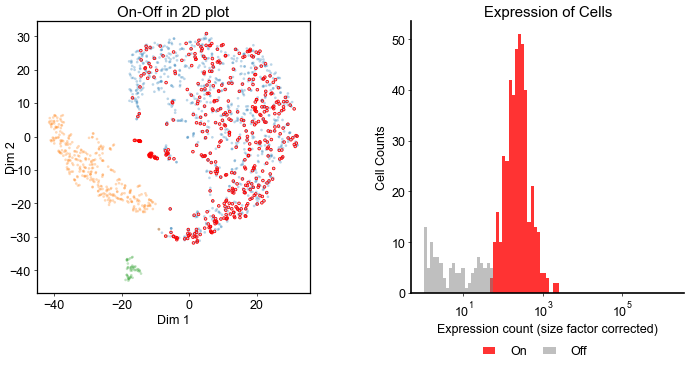 On-Off in 2D plot
30
20
10
0
−10
−20
−30
−40
Dim 2
−40
−20
0
20
Dim 1
Expression of Cells
50
40
30
20
10
0
Cell Counts
10^1
10^3
10^5
Expression count (size factor corrected)
On
Off